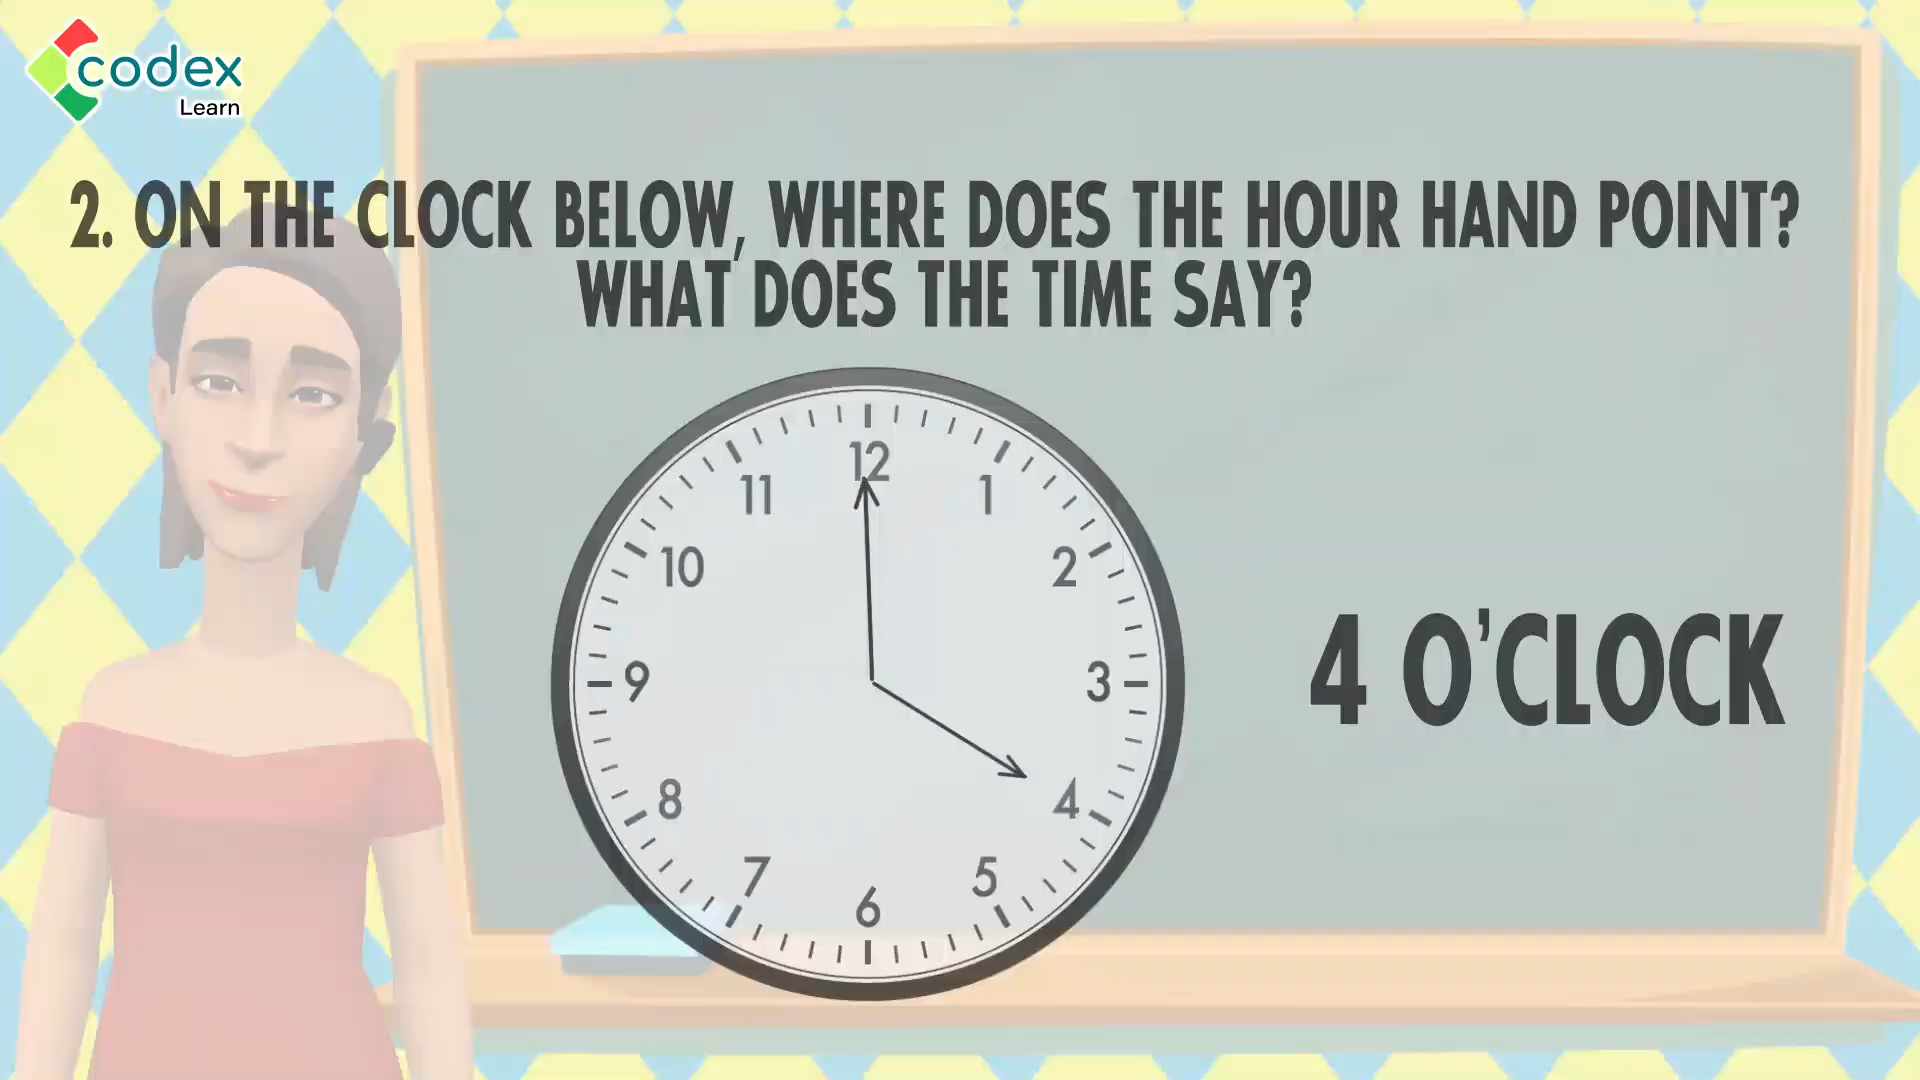 codex
Learn
2. ON THE CLOCK BELOW, WHERE DOES THE HOUR HAND POINT?
WHAT DOES THE TIME SAY?
12
11
1
10
2
9
3
8
4
7
5
6
4 O'CLOCK